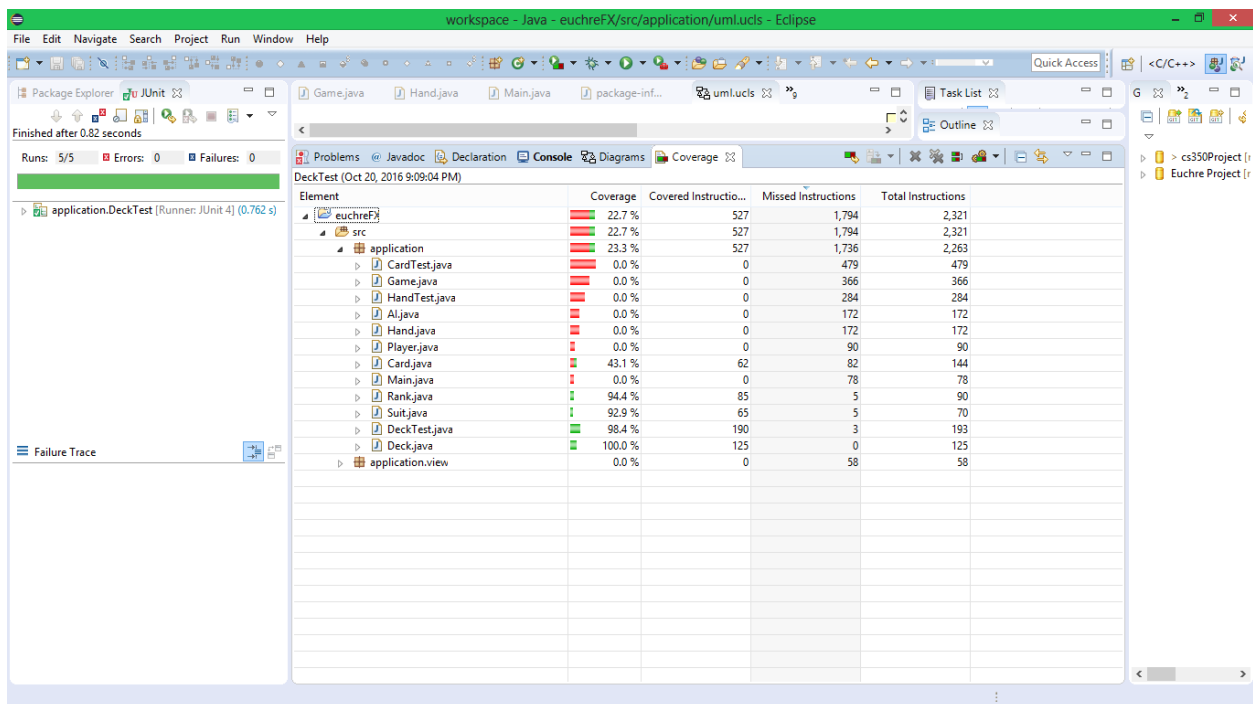 workspace - Java - euchreFX/src/application/uml.ucls - Eclipse
File Edit Navigate Search Project Run Window Help
Quick Access <C/C++>
Package Explorer JUnit
Finished after 0.82 seconds
Runs: 5/5 Errors: 0 Failures: 0
application.DeckTest [Runner: JUnit 4] (0.762 s)
Failure Trace
Game.java Hand.java Main.java package-inf... uml.ucls »9
Task List
Outline
G »2
> cs350Project [r
Euchre Project [r
Problems Javadoc Declaration Console Diagrams Coverage
DeckTest (Oct 20, 2016 9:09:04 PM)
Element Coverage Covered Instructio... Missed Instructions Total Instructions
euchreFX 22.7 % 527 1,794 2,321
src 22.7 % 527 1,794 2,321
application 23.3 % 527 1,736 2,263
CardTest.java 0.0 % 0 479 479
Game.java 0.0 % 0 366 366
HandTest.java 0.0 % 0 284 284
AI.java 0.0 % 0 172 172
Hand.java 0.0 % 0 172 172
Player.java 0.0 % 0 90 90
Card.java 43.1 % 62 82 144
Main.java 0.0 % 0 78 78
Rank.java 94.4 % 85 5 90
Suit.java 92.9 % 65 5 70
DeckTest.java 98.4 % 190 3 193
Deck.java 100.0 % 125 0 125
application.view 0.0 % 0 58 58